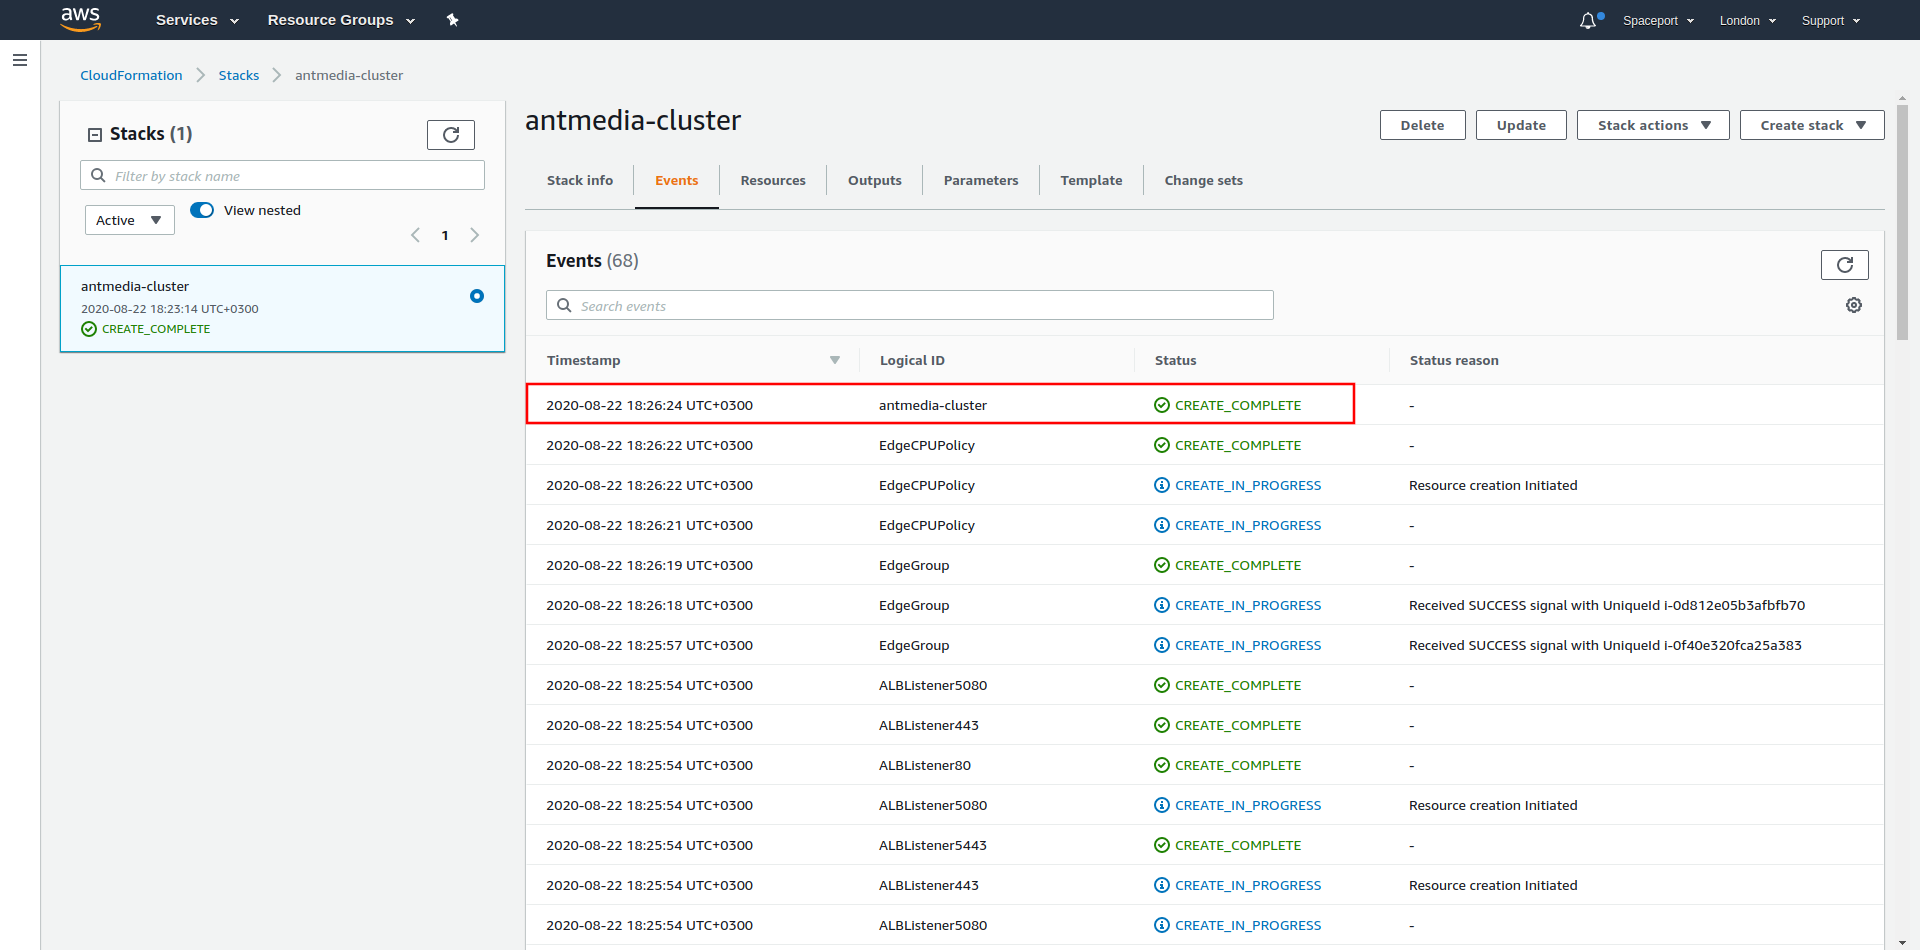 aws Services Resource Groups Spaceport London Support
CloudFormation Stacks antmedia-cluster
Stacks (1)
Filter by stack name
Active View nested
1
antmedia-cluster
2020-08-22 18:23:14 UTC+0300
CREATE_COMPLETE
antmedia-cluster
Delete Update Stack actions Create stack
Stack info Events Resources Outputs Parameters Template Change sets
Events (68)
Search events
Timestamp Logical ID Status Status reason
2020-08-22 18:26:24 UTC+0300 antmedia-cluster CREATE_COMPLETE -
2020-08-22 18:26:22 UTC+0300 EdgeCPUPolicy CREATE_COMPLETE -
2020-08-22 18:26:22 UTC+0300 EdgeCPUPolicy CREATE_IN_PROGRESS Resource creation Initiated
2020-08-22 18:26:21 UTC+0300 EdgeCPUPolicy CREATE_IN_PROGRESS -
2020-08-22 18:26:19 UTC+0300 EdgeGroup CREATE_COMPLETE -
2020-08-22 18:26:18 UTC+0300 EdgeGroup CREATE_IN_PROGRESS Received SUCCESS signal with UniqueId i-0d812e05b3afbfb70
2020-08-22 18:25:57 UTC+0300 EdgeGroup CREATE_IN_PROGRESS Received SUCCESS signal with UniqueId i-0f40e320fca25a383
2020-08-22 18:25:54 UTC+0300 ALBListener5080 CREATE_COMPLETE -
2020-08-22 18:25:54 UTC+0300 ALBListener443 CREATE_COMPLETE -
2020-08-22 18:25:54 UTC+0300 ALBListener80 CREATE_COMPLETE -
2020-08-22 18:25:54 UTC+0300 ALBListener5080 CREATE_IN_PROGRESS Resource creation Initiated
2020-08-22 18:25:54 UTC+0300 ALBListener5443 CREATE_COMPLETE -
2020-08-22 18:25:54 UTC+0300 ALBListener443 CREATE_IN_PROGRESS Resource creation Initiated
2020-08-22 18:25:54 UTC+0300 ALBListener5080 CREATE_IN_PROGRESS -